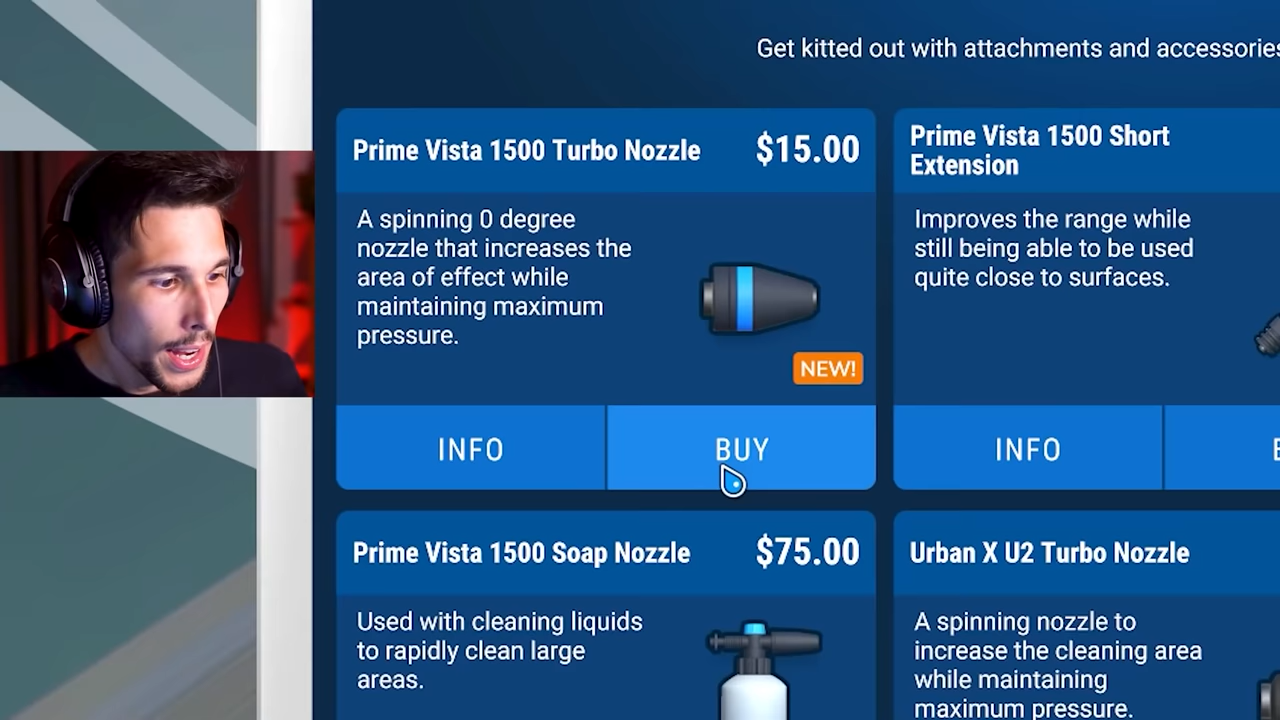 Get kitted out with attachments and accessories
Prime Vista 1500 Turbo Nozzle
$15.00
A spinning 0 degree
nozzle that increases the
area of effect while
maintaining maximum
pressure.
NEW!
INFO
BUY
Prime Vista 1500 Short
Extension
Improves the range while
still being able to be used
quite close to surfaces.
INFO
Prime Vista 1500 Soap Nozzle
$75.00
Used with cleaning liquids
to rapidly clean large
areas.
Urban X U2 Turbo Nozzle
A spinning nozzle to
increase the cleaning area
while maintaining
maximum pressure.